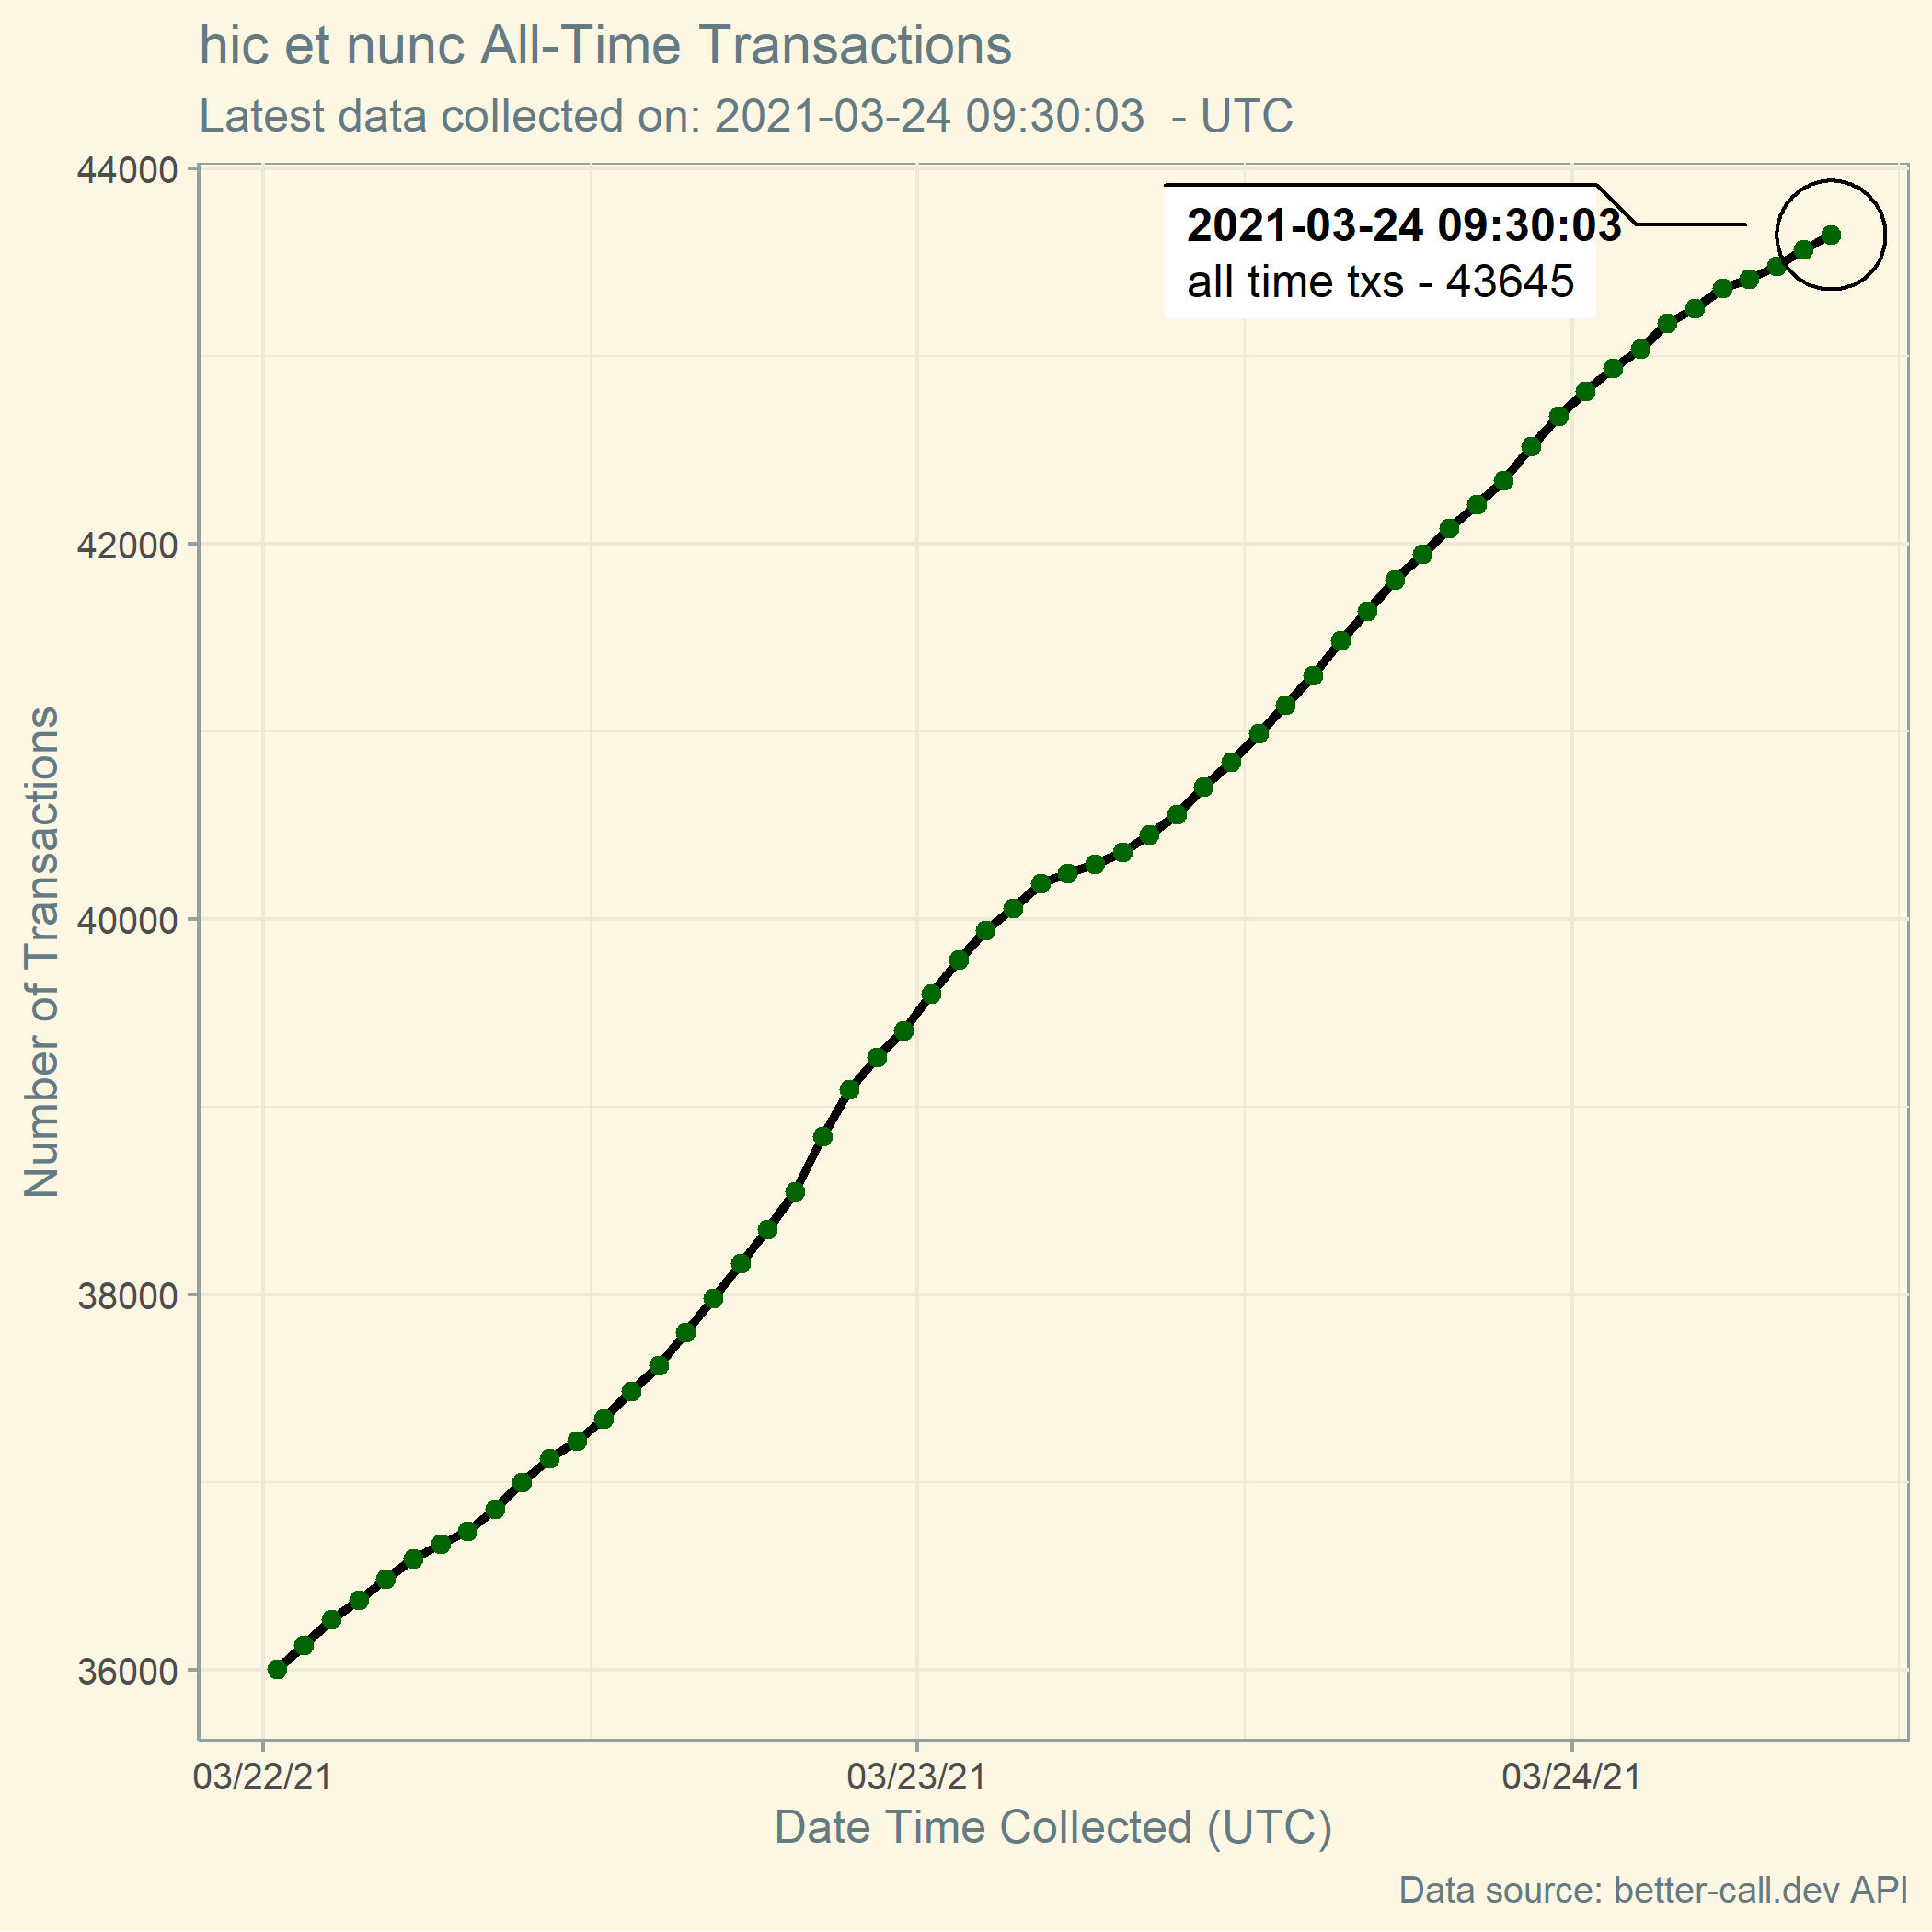 hic et nunc All-Time Transactions
Latest data collected on: 2021-03-24 09:30:03  - UTC
44000
2021-03-24 09:30:03
all time txs - 43645
42000
40000
38000
36000
Number of Transactions
03/22/21 03/23/21 03/24/21
Date Time Collected (UTC)
Data source: better-call.dev API